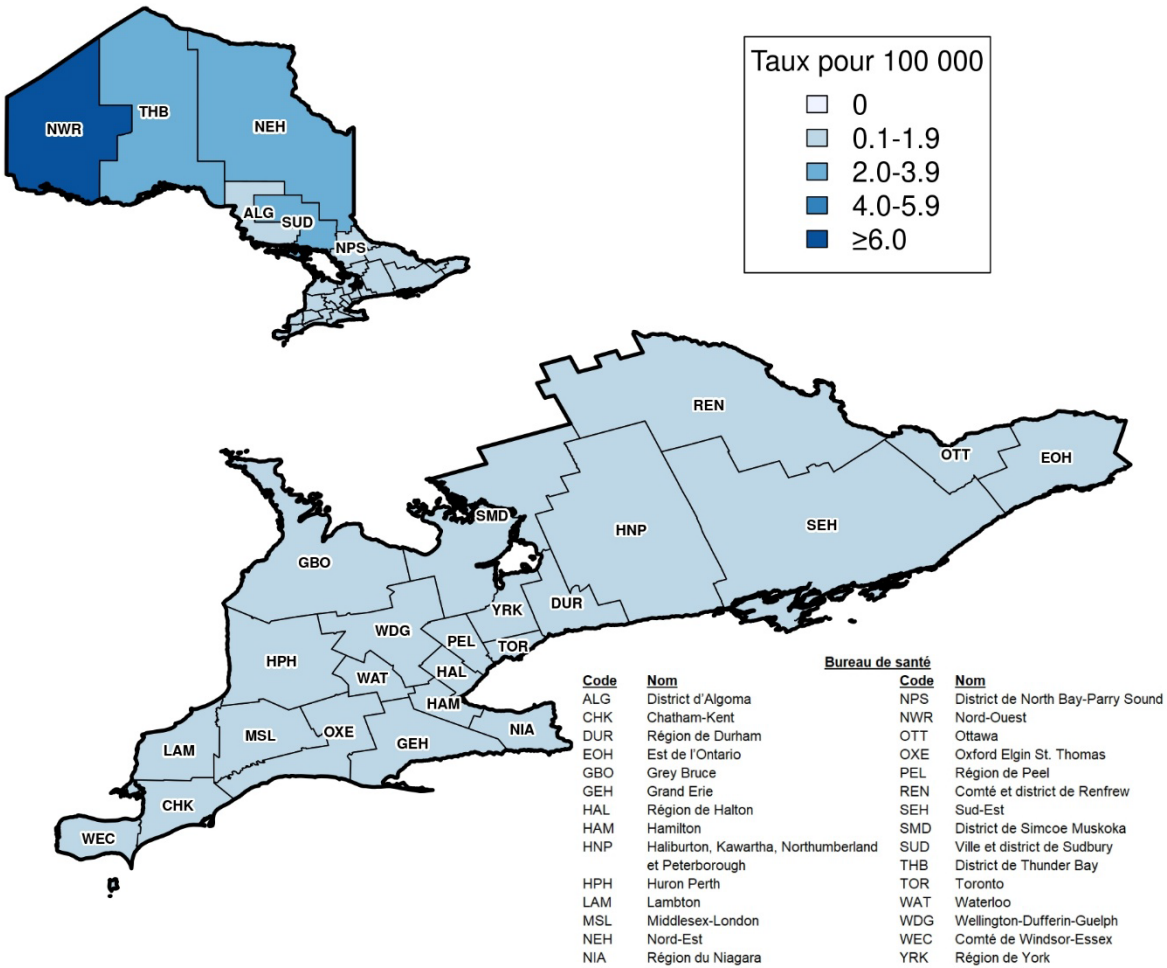 Taux pour 100 000
0
0.1-1.9
2.0-3.9
4.0-5.9
≥6.0
NWR
THB
NEH
ALG
SUD
NPS
REN
OTT
EOH
SMD
HNP
SEH
GBO
YRK
DUR
WDG
PEL
TOR
HPH
WAT
HAL
HAM
MSL
OXE
GEH
NIA
LAM
CHK
WEC
Bureau de santé
Code Nom Code Nom
ALG District d'Algoma NPS District de North Bay-Parry Sound
CHK Chatham-Kent NWR Nord-Ouest
DUR Région de Durham OTT Ottawa
EOH Est de l'Ontario OXE Oxford Elgin St. Thomas
GBO Grey Bruce PEL Région de Peel
GEH Grand Erie REN Comté et district de Renfrew
HAL Région de Halton SEH Sud-Est
HAM Hamilton SMD District de Simcoe Muskoka
HNP Haliburton, Kawartha, Northumberland SUD Ville et district de Sudbury
et Peterborough THB District de Thunder Bay
HPH Huron Perth TOR Toronto
LAM Lambton WAT Waterloo
MSL Middlesex-London WDG Wellington-Dufferin-Guelph
NEH Nord-Est WEC Comté de Windsor-Essex
NIA Région du Niagara YRK Région de York